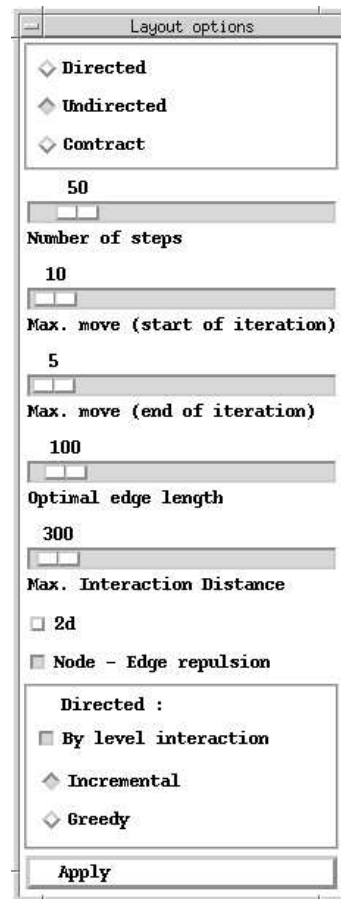 Layout options
Directed
Undirected
Contract
50
Number of steps
10
Max. move (start of iteration)
5
Max. move (end of iteration)
100
Optimal edge length
300
Max. Interaction Distance
2d
Node - Edge repulsion
Directed :
By level interaction
Incremental
Greedy
Apply